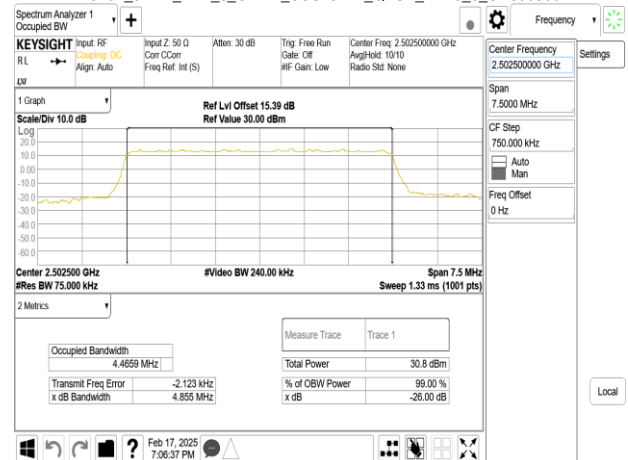 Spectrum Analyzer 1
Occupied BW
Frequency
KEYSIGHT
RL
Input: RF
Coupling: DC
Align: Auto
Input Z: 50 Ω
Corr CCorr
Freq Ref: Int (S)
Atten: 30 dB
Trig: Free Run
Gate: Off
#IF Gain: Low
Center Freq: 2.502500000 GHz
Avg|Hold: 10/10
Radio Std: None
LXI
1 Graph
Scale/Div 10.0 dB
Ref Lvl Offset 15.39 dB
Ref Value 30.00 dBm
Log
20.0
10.0
0.00
-10.0
-20.0
-30.0
-40.0
-50.0
-60.0
Center 2.502500 GHz
#Res BW 75.000 kHz
#Video BW 240.00 kHz
Span 7.5 MHz
Sweep 1.33 ms (1001 pts)
2 Metrics
Measure Trace
Trace 1
Occupied Bandwidth
4.4659 MHz
Total Power
30.8 dBm
Transmit Freq Error
-2.123 kHz
% of OBW Power
99.00 %
x dB Bandwidth
4.855 MHz
x dB
-26.00 dB
Feb 17, 2025
7:06:37 PM
Center Frequency
2.502500000 GHz
Settings
Span
7.5000 MHz
CF Step
750.000 kHz
Auto
Man
Freq Offset
0 Hz
Local